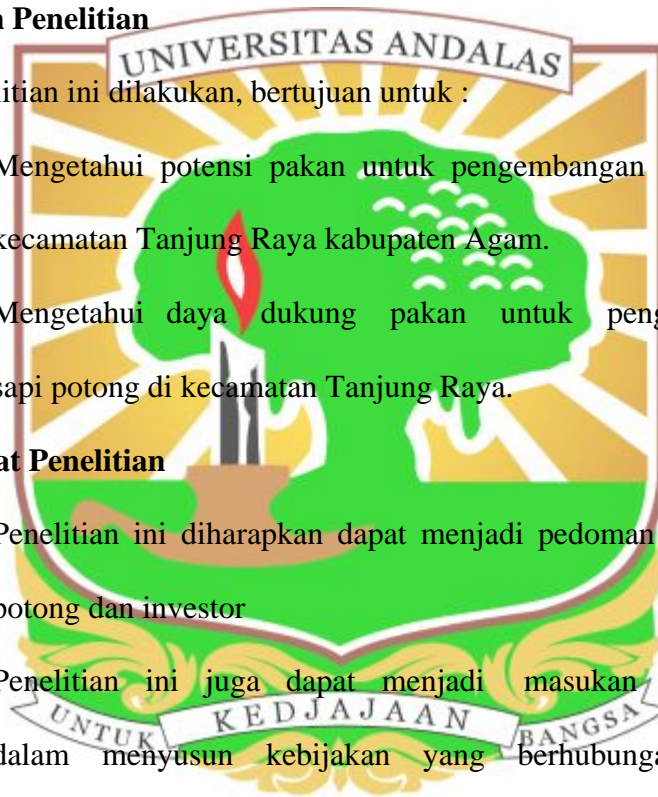 n Penelitian
UNIVERSITAS ANDALAS
litian ini dilakukan, bertujuan untuk :
Mengetahui potensi pakan untuk pengembangan
kecamatan Tanjung Raya kabupaten Agam.
Mengetahui daya dukung pakan untuk peng
sapi potong di kecamatan Tanjung Raya.
at Penelitian
Penelitian ini diharapkan dapat menjadi pedoman
potong dan investor
Penelitian ini juga dapat menjadi masukan
UNTUK KEDJAJAAN BANGSA
dalam menyusun kebijakan yang berhubunga